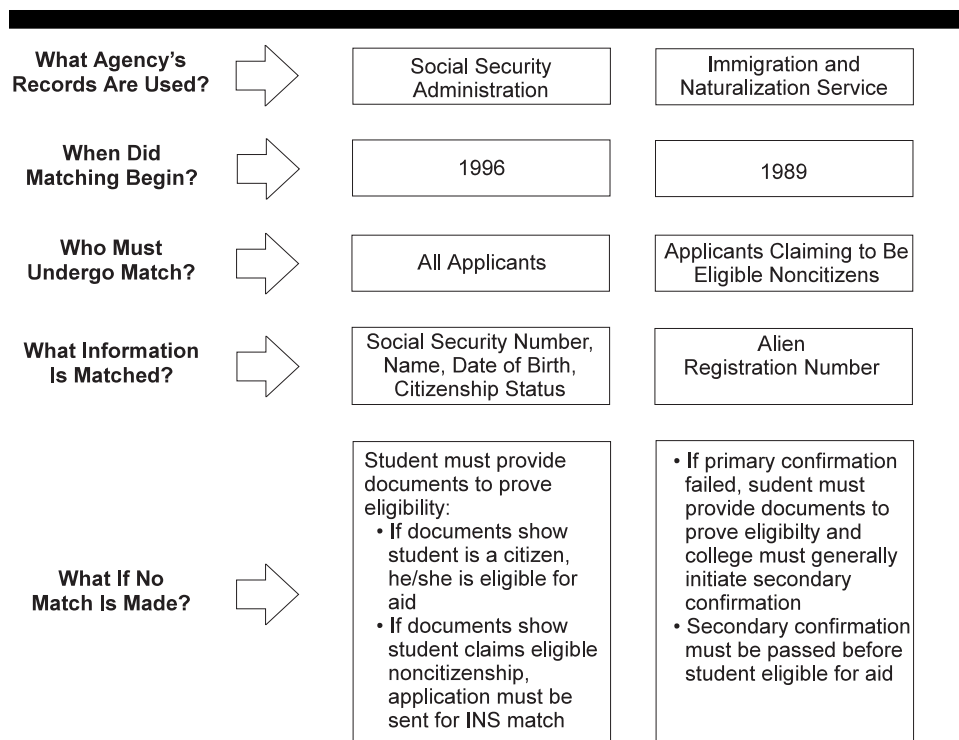 What Agency's
Records Are Used?
Social Security
Administration
Immigration and
Naturalization Service
When Did
Matching Begin?
1996
1989
Who Must
Undergo Match?
All Applicants
Applicants Claiming to Be
Eligible Noncitizens
What Information
Is Matched?
Social Security Number,
Name, Date of Birth,
Citizenship Status
Alien
Registration Number
What If No
Match Is Made?
Student must provide
documents to prove
eligibility:
• If documents show
student is a citizen,
he/she is eligible for
aid
• If documents show
student claims eligible
noncitizenship,
application must be
sent for INS match
• If primary confirmation
failed, sudent must
provide documents to
prove eligibilty and
college must generally
initiate secondary
confirmation
• Secondary confirmation
must be passed before
student eligible for aid